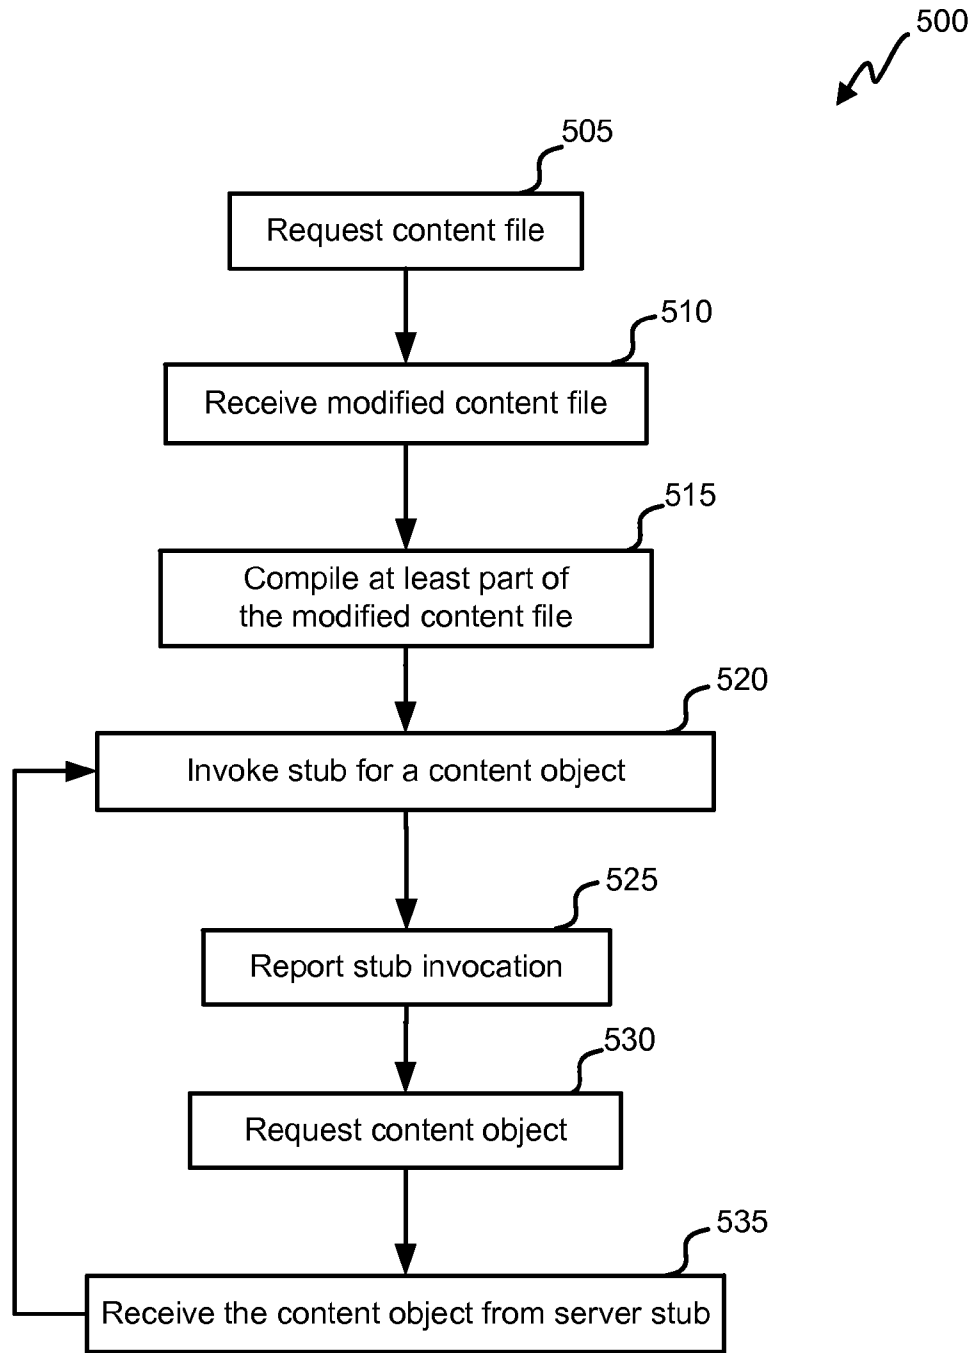 500
505
Request content file
510
Receive modified content file
515
Compile at least part of
the modified content file
520
Invoke stub for a content object
525
Report stub invocation
530
Request content object
535
Receive the content object from server stub